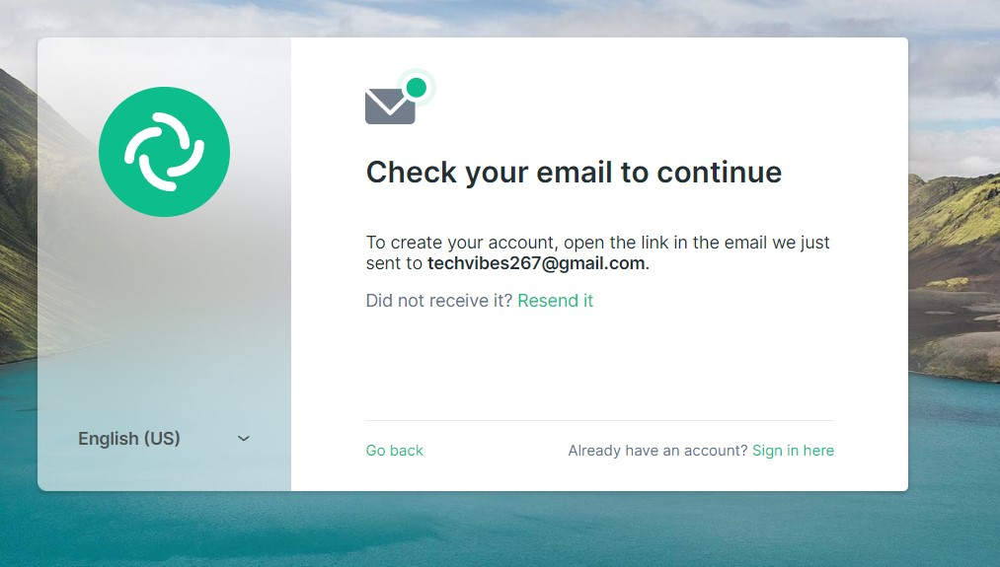 Check your email to continue
To create your account, open the link in the email we just
sent to techvibes267@gmail.com.
Did not receive it? Resend it
English (US)
Go back
Already have an account? Sign in here